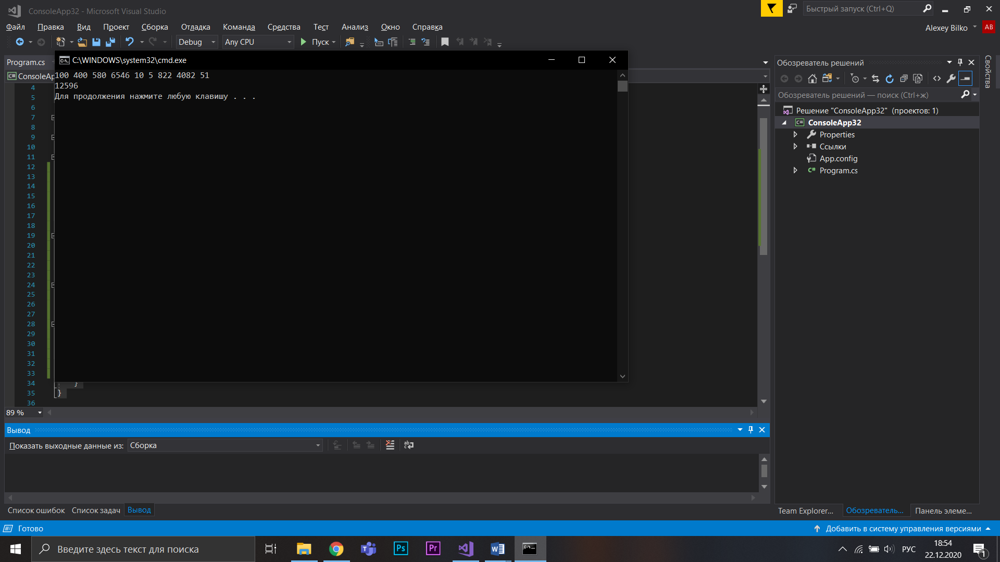 ConsoleApp32 - Microsoft Visual Studio
Быстрый запуск (Ctrl+Q)
Файл Правка Вид Проект Сборка Отладка Команда Средства Тест Анализ Окно Справка
Alexey Bilko AB
Debug Any CPU Пуск
Program.cs
C:\WINDOWS\system32\cmd.exe
Обозреватель решений
Свойства
ConsoleAp
100 400 580 6546 10 5 822 4082 51
12596
Для продолжения нажмите любую клавишу . . .
Обозреватель решений — поиск (Ctrl+ж)
Решение "ConsoleApp32" (проектов: 1)
C# ConsoleApp32
Properties
Ссылки
App.config
C# Program.cs
4
5
6
7
8
9
10
11
12
13
14
15
16
17
18
19
20
21
22
23
24
25
26
27
28
29
30
31
32
33
34 }
35 }
36
89 %
Вывод
Показать выходные данные из: Сборка
Список ошибок Список задач Вывод
Team Explorer... Обозреватель... Панель элеме...
Готово
Добавить в систему управления версиями
Введите здесь текст для поиска
Ps Pr
РУС
18:54
22.12.2020
1